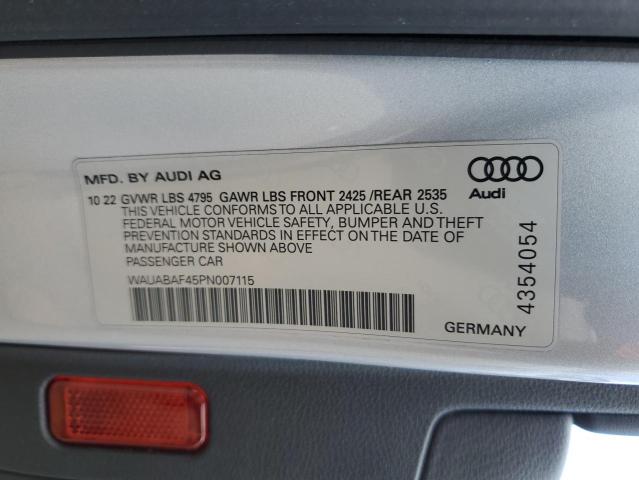 MFD. BY AUDI AG
10 22 GVWR LBS 4795 GAWR LBS FRONT 2425 /REAR 2535
THIS VEHICLE CONFORMS TO ALL APPLICABLE U.S.
FEDERAL MOTOR VEHICLE SAFETY, BUMPER AND THEFT
PREVENTION STANDARDS IN EFFECT ON THE DATE OF
MANUFACTURE SHOWN ABOVE
PASSENGER CAR
WAUABAF45PN007115
Audi
4354054
GERMANY